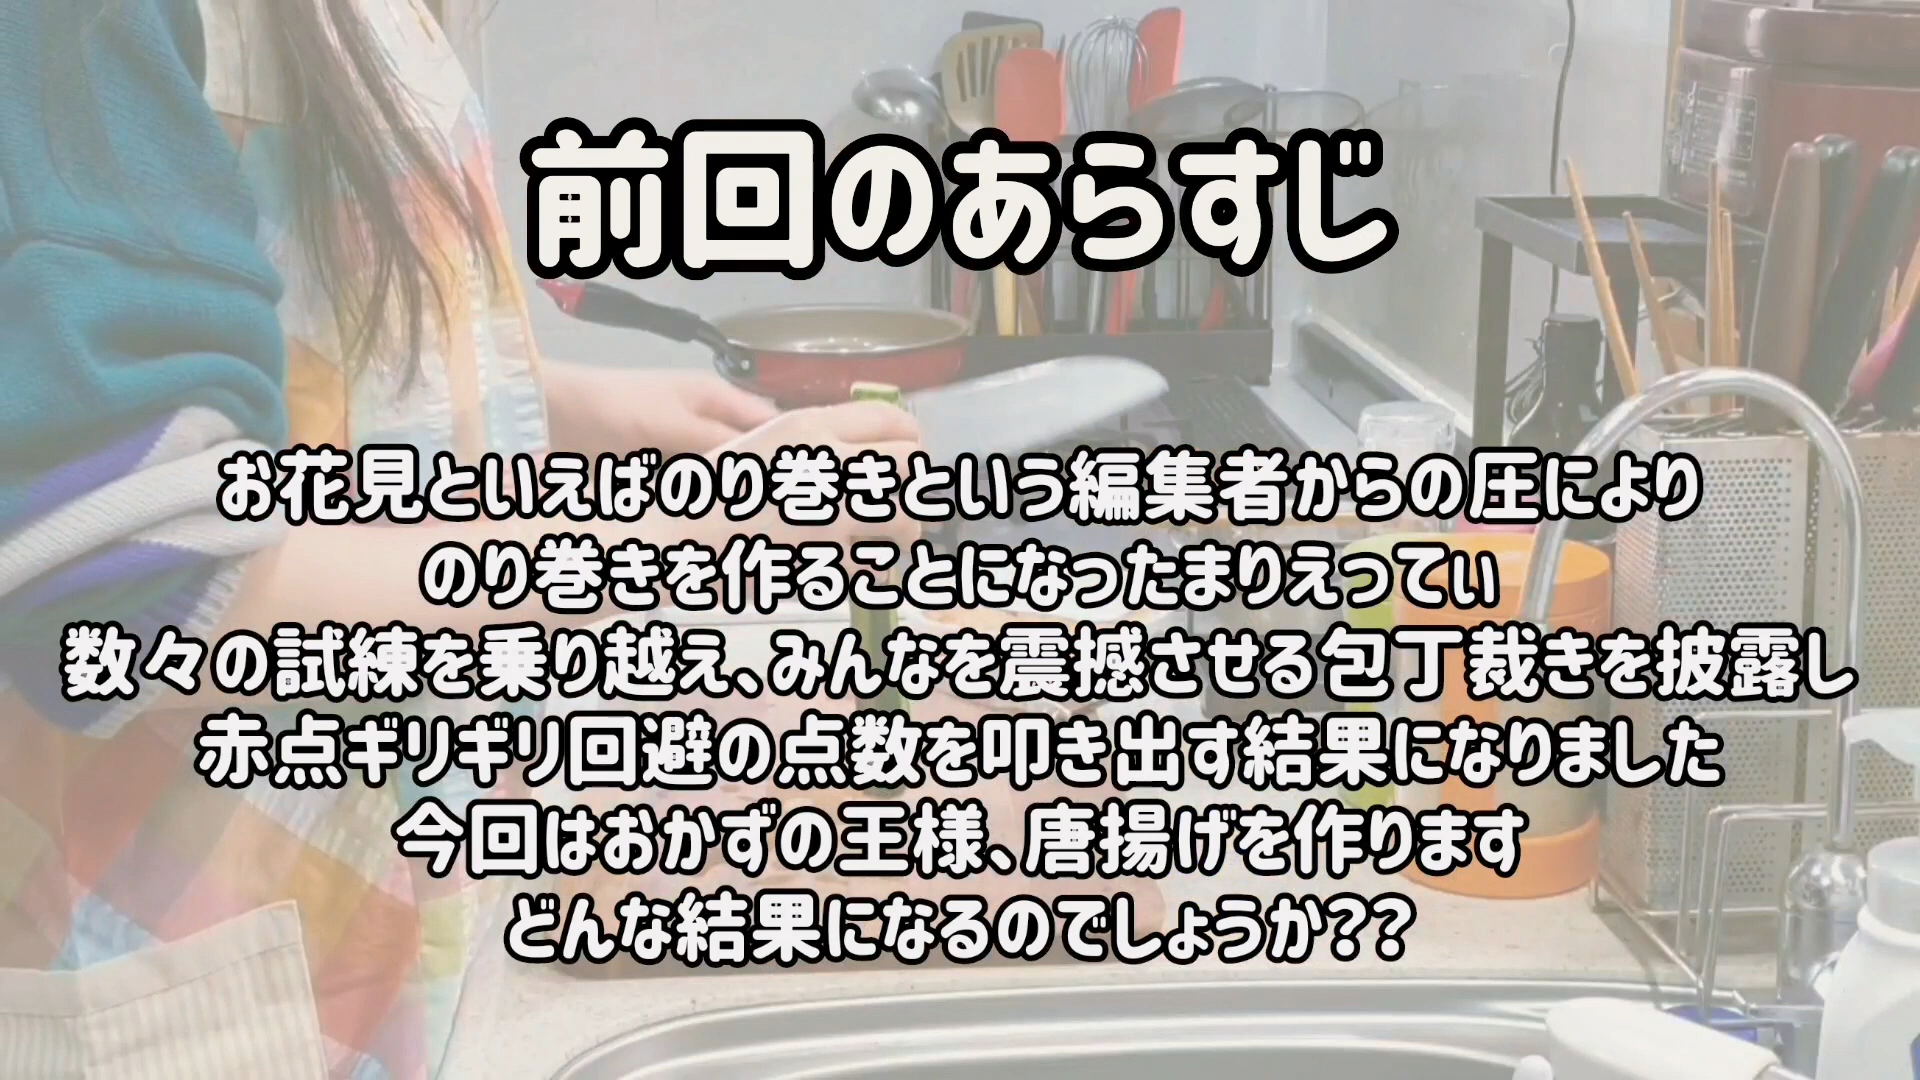 前回のあらすじ
お花見といえばのり巻きという編集者からの圧により
のり巻きを作ることになったまりえってぃ
数々の試練を乗り越え、みんなを震撼させる包丁裁きを披露し
赤点ギリギリ回避の点数を叩き出す結果になりました
今回はおかずの王様、唐揚げを作ります
どんな結果になるのでしょうか??